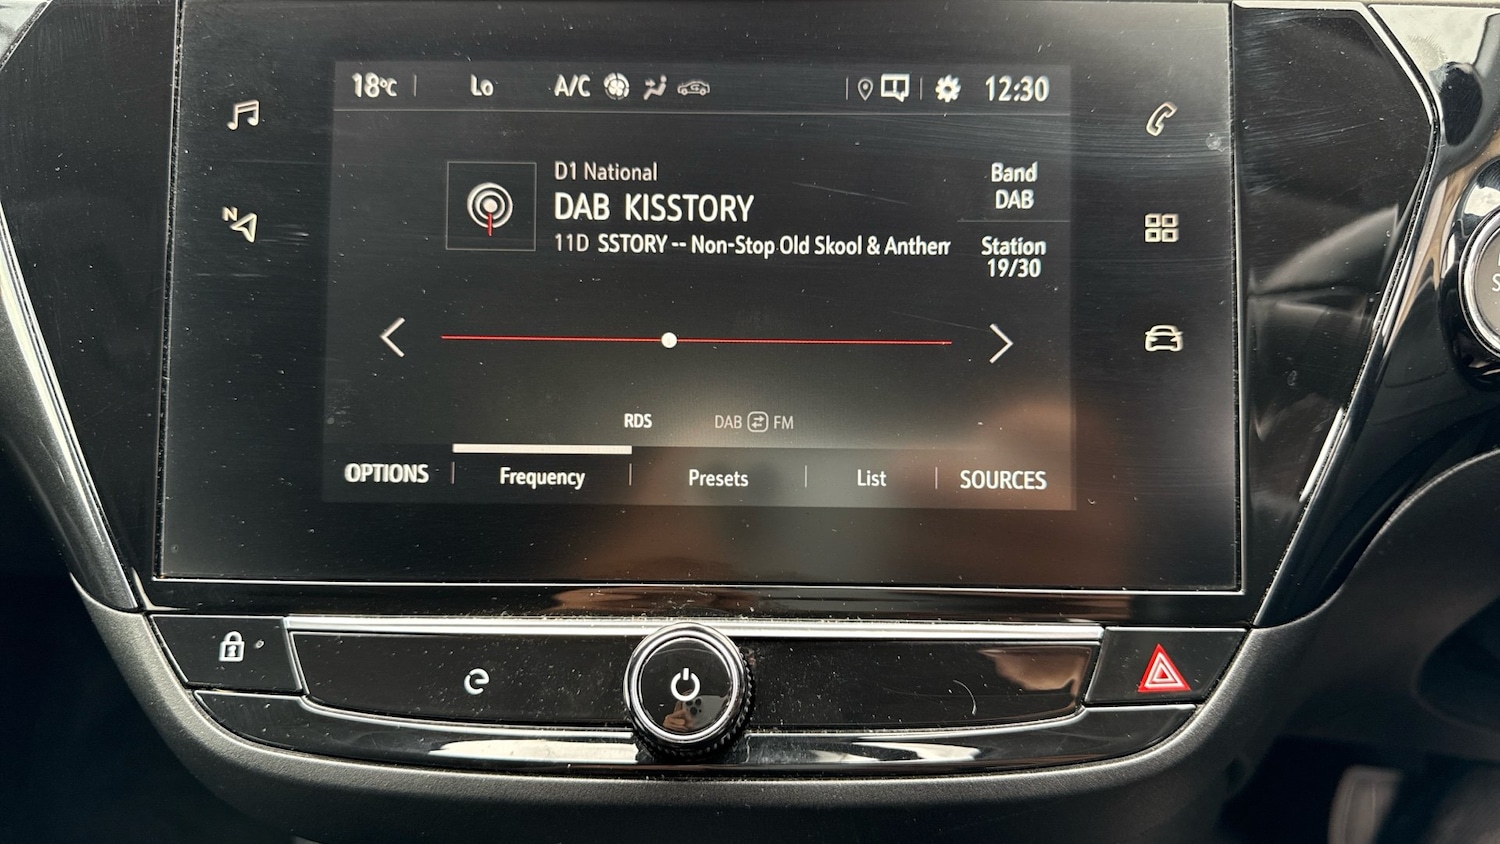 18°C Lo A/C 12:30
N
D1 National
DAB KISSTORY
11D SSTORY -- Non-Stop Old Skool & Anthem
Band
DAB
Station
19/30
RDS DAB FM
OPTIONS Frequency Presets List SOURCES